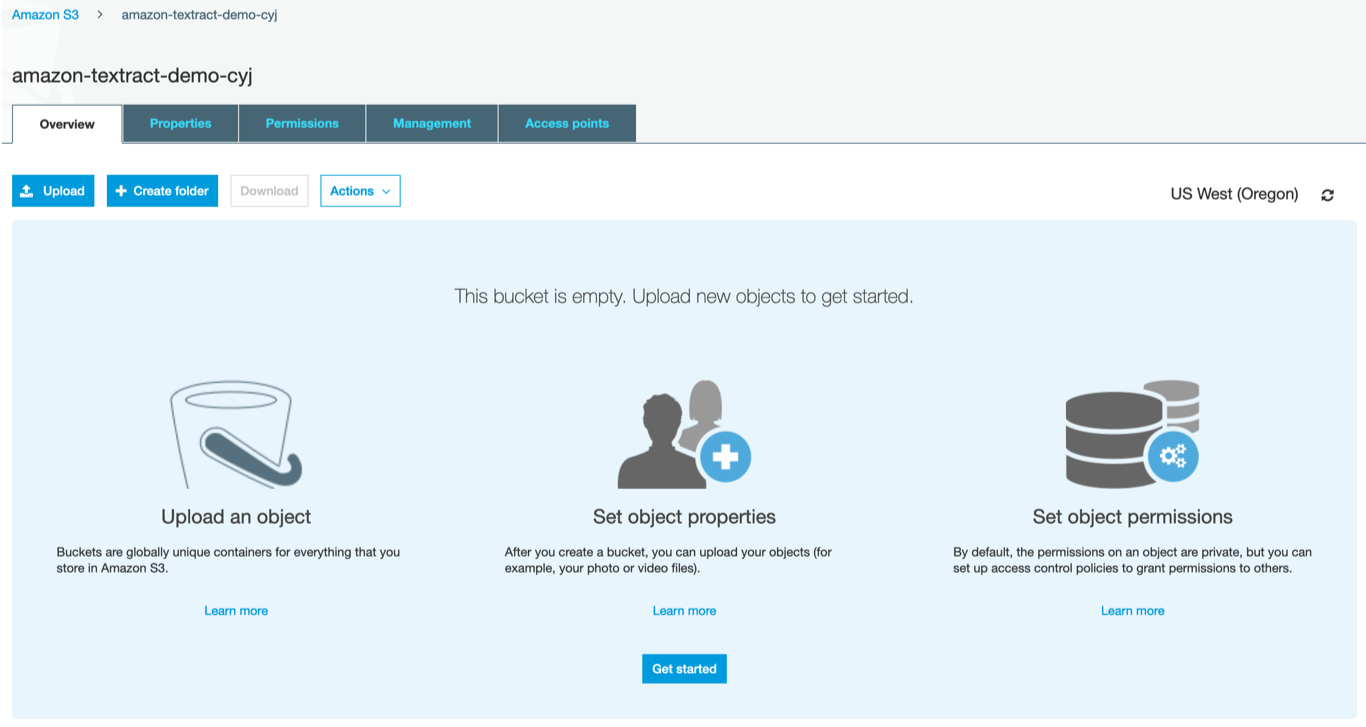 Amazon S3 > amazon-textract-demo-cyj
amazon-textract-demo-cyj
Overview Properties Permissions Management Access points
Upload + Create folder Download Actions US West (Oregon)
This bucket is empty. Upload new objects to get started.
Upload an object
Buckets are globally unique containers for everything that you
store in Amazon S3.
Learn more
Set object properties
After you create a bucket, you can upload your objects (for
example, your photo or video files).
Learn more
Set object permissions
By default, the permissions on an object are private, but you can
set up access control policies to grant permissions to others.
Learn more
Get started